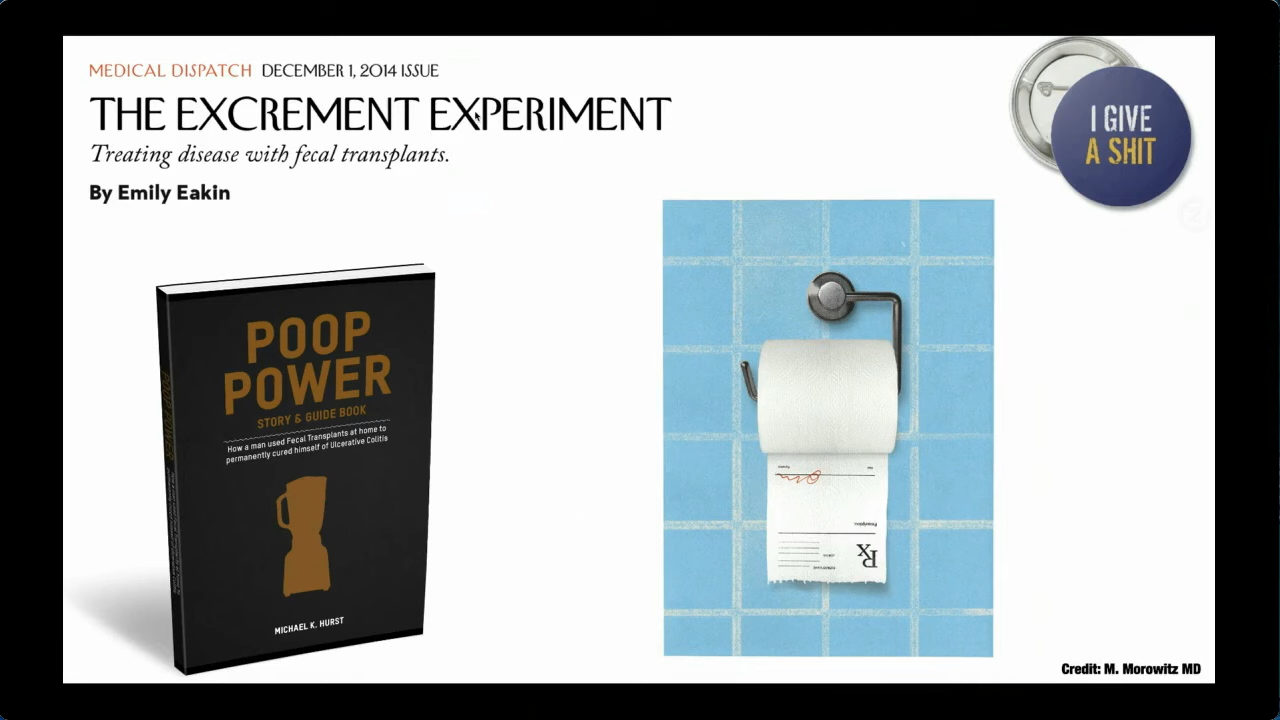 MEDICAL DISPATCH DECEMBER 1, 2014 ISSUE
THE EXCREMENT EXPERIMENT
Treating disease with fecal transplants.
By Emily Eakin
I GIVE
A SHIT
POOP
POWER
STORY & GUIDE BOOK
How a man used Fecal Transplants at home to
permanently cured himself of Ulcerative Colitis
MICHAEL K. HURST
POOP POWER
Rx
Credit: M. Morowitz MD